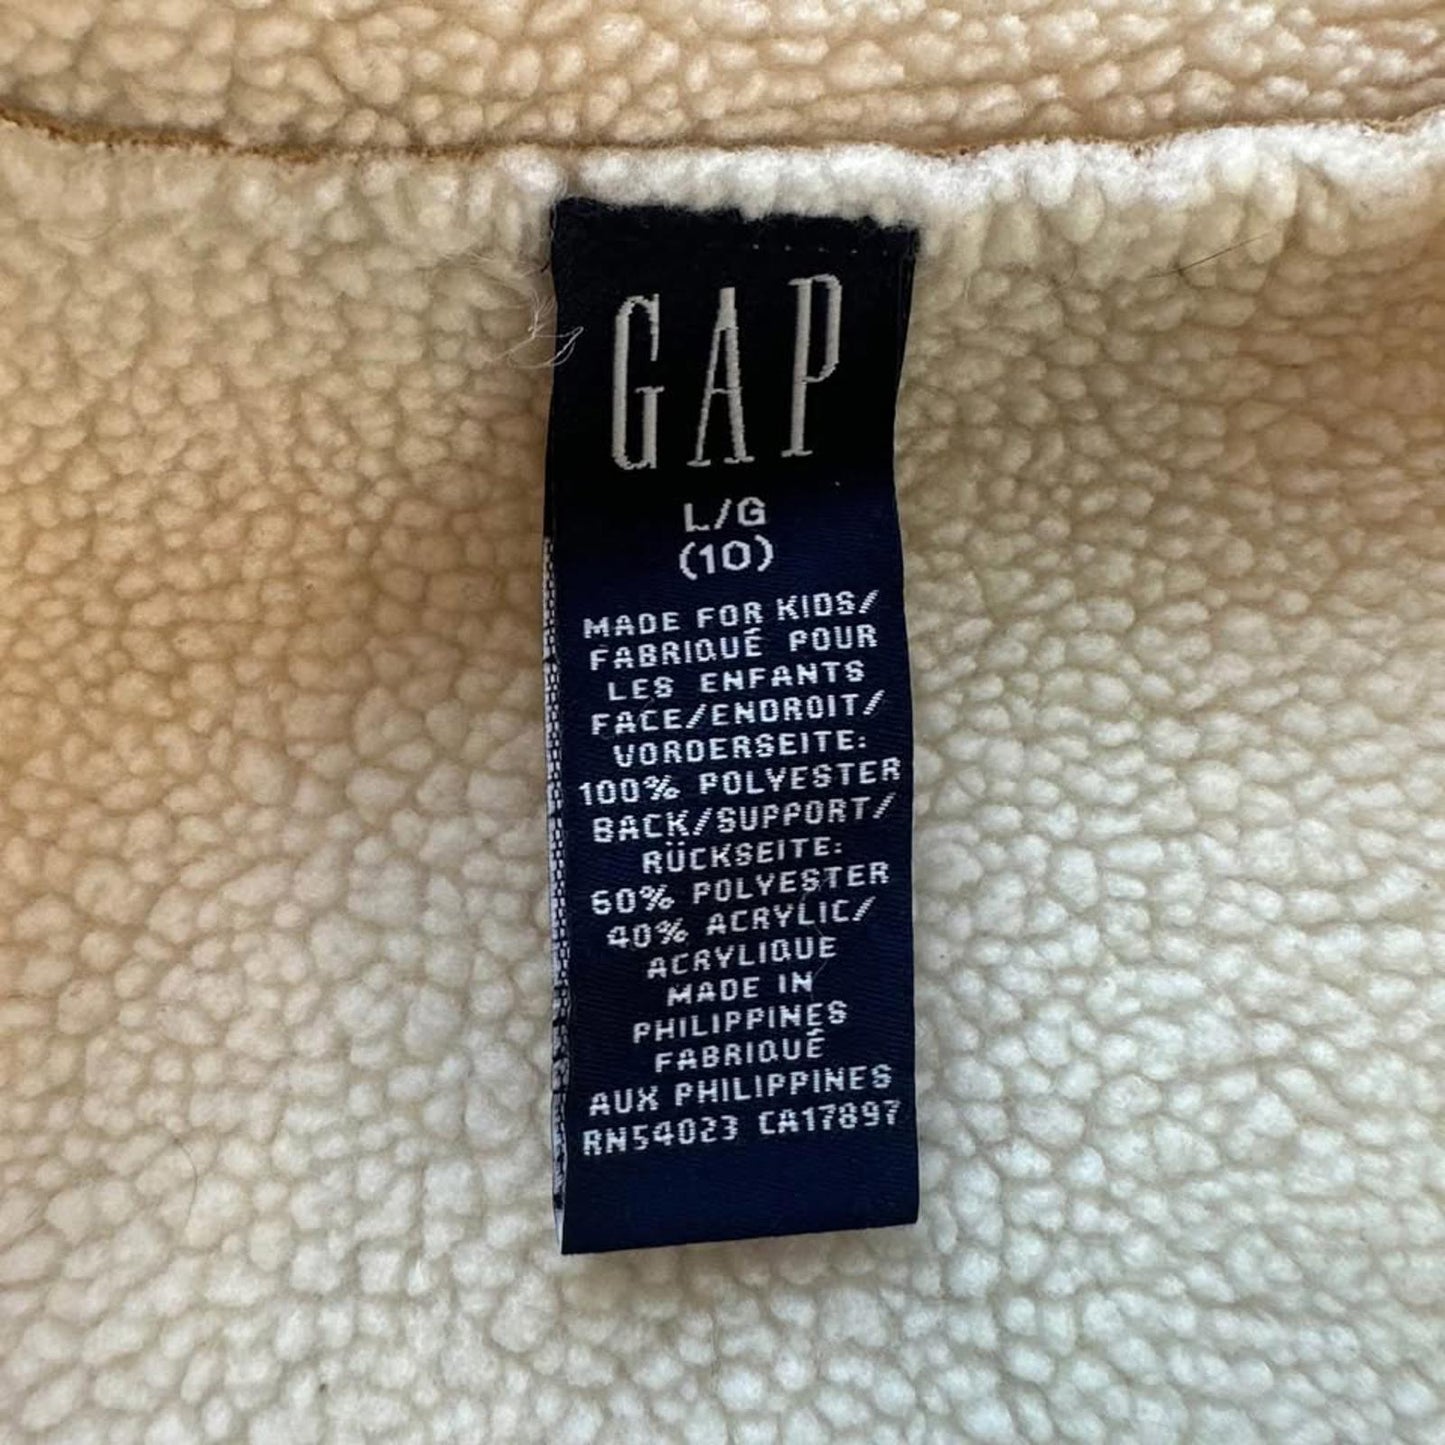 GAP
L/G
(10)
MADE FOR KIDS/
FABRIQUÉ POUR
LES ENFANTS
FACE/ENDROIT/
VORDERSEITE:
100% POLYESTER
BACK/SUPPORT/
RÜCKSEITE:
60% POLYESTER
40% ACRYLIC/
ACRYLIQUE
MADE IN
PHILIPPINES
FABRIQUÉ
AUX PHILIPPINES
RN54023 CA17897